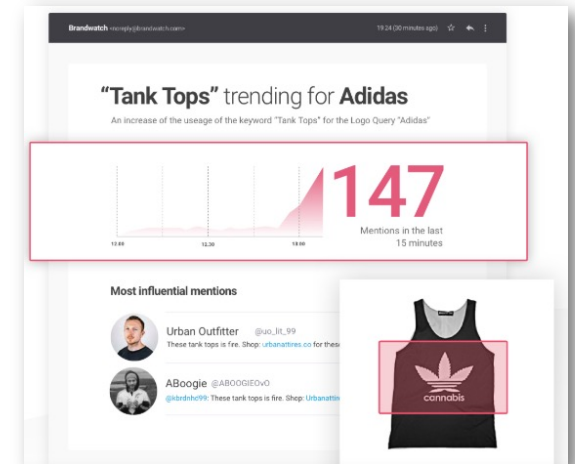 Brandwatch <noreply@brandwatch.com>
19:24 (30 minutes ago)
“Tank Tops” trending for Adidas
An increase of the useage of the keyword "Tank Tops" for the Logo Query "Adidas"
147
Mentions in the last
15 minutes
12.00 12.30 18.00
Most influential mentions
Urban Outfitter @uo_lit_99
These tank tops is fire. Shop: urbanattires.co for these
ABoogie @ABOOGIEOvO
@kbrdnhd99: These tank tops is fire. Shop: Urbanattire
cannabis